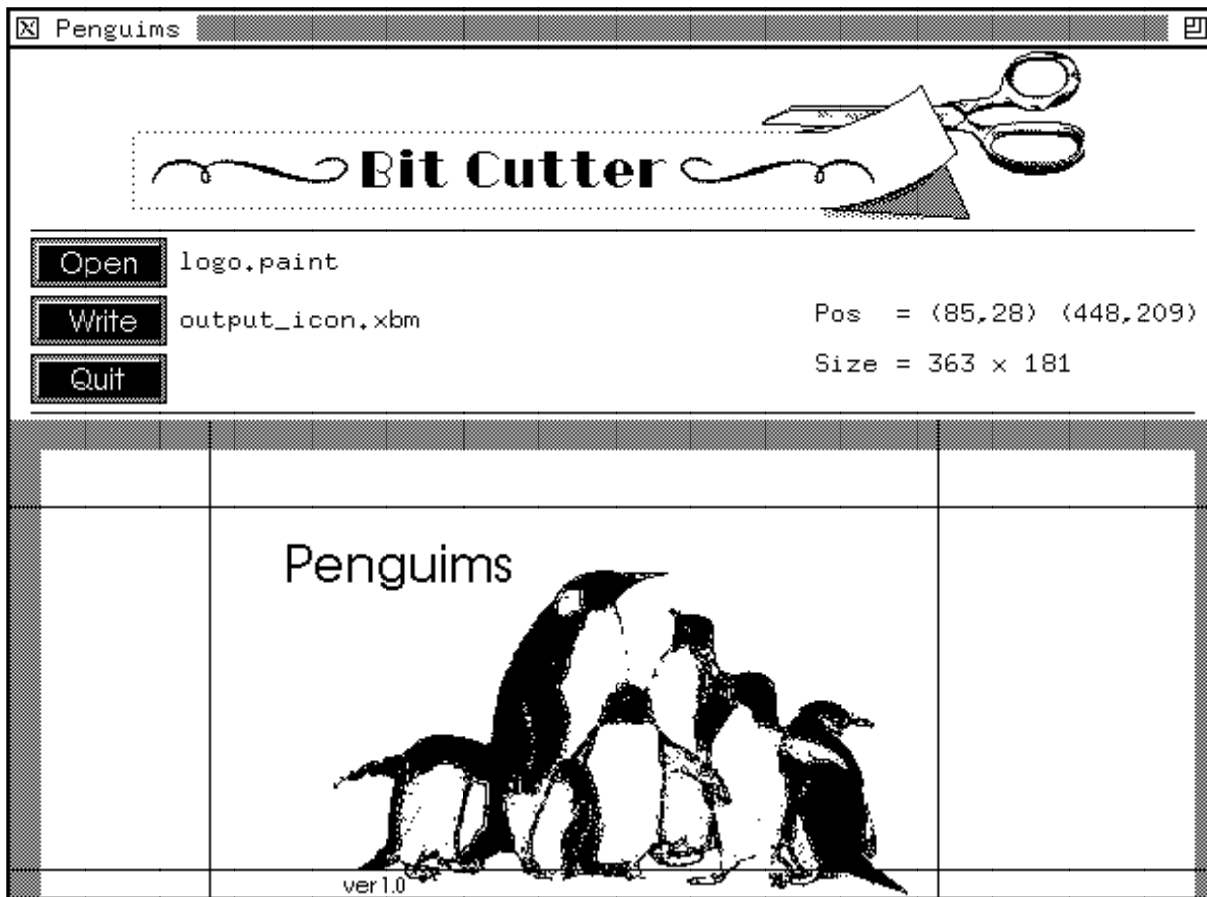 Penguims
Bit Cutter
Open logo.paint
Write output_icon.xbm
Pos = (85,28) (448,209)
Size = 363 x 181
Quit
Penguims
ver 1.0